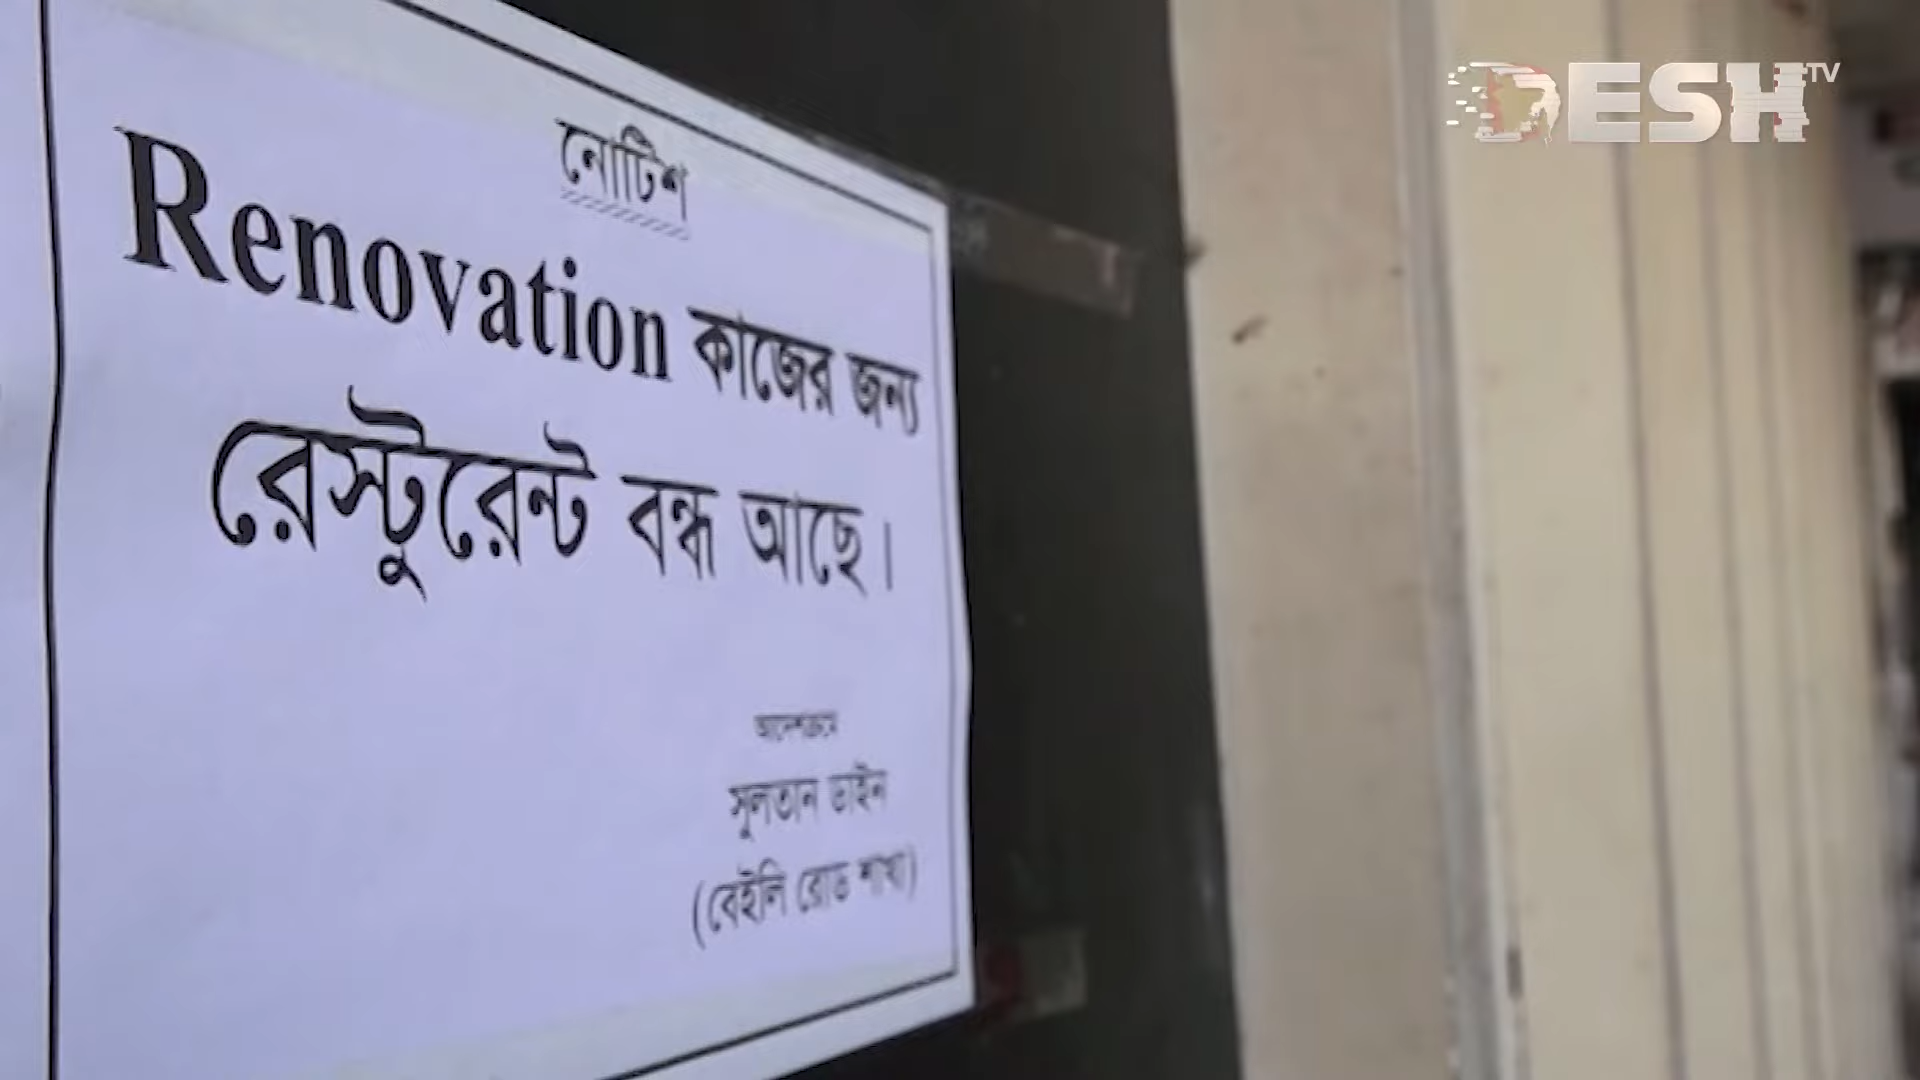 DESH TV
নোটিশ
Renovation কাজের জন্য
রেস্টুরেন্ট বন্ধ আছে।
আদেশক্রমে
সুলতান ডাইন
(বেইলি রোড শাখা)